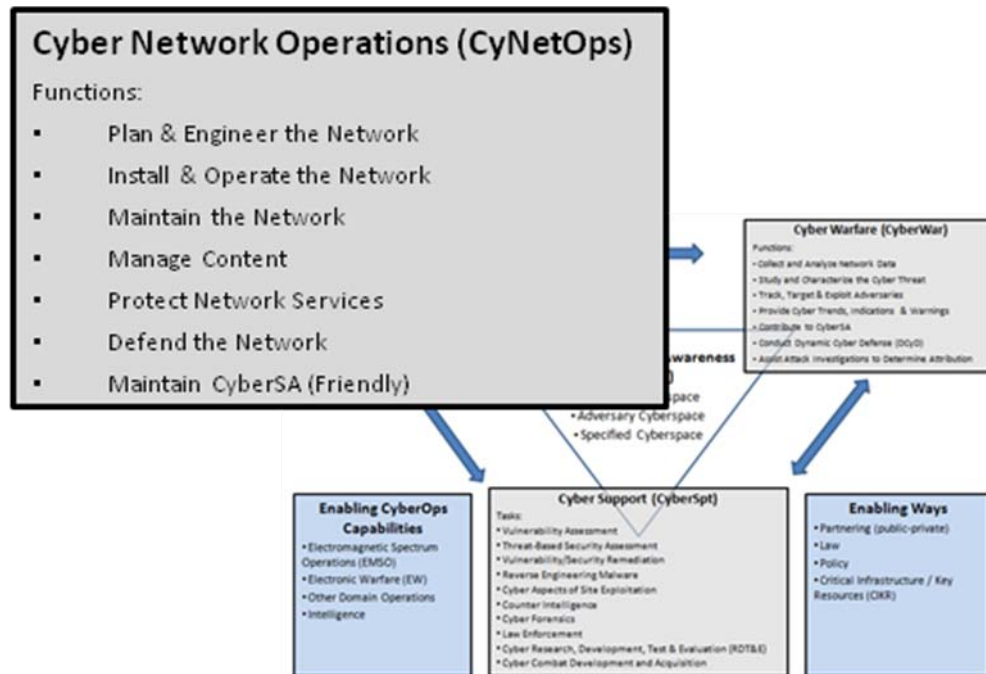 Cyber Network Operations (CyNetOps)
Functions:
▪ Plan & Engineer the Network
▪ Install & Operate the Network
▪ Maintain the Network
▪ Manage Content
▪ Protect Network Services
▪ Defend the Network
▪ Maintain CyberSA (Friendly)
Cyber Warfare (CyberWar)
Functions:
• Collect and Analyze Network Data
• Study and Characterize the Cyber Threat
• Track, Target & Exploit Adversaries
• Provide Cyber Trends, Indications & Warnings
• Contribute to CyberSA
• Conduct Dynamic Cyber Defense (DCyD)
• Assist Attack Investigations to Determine Attribution
wareness
)
space
• Adversary Cyberspace
• Specified Cyberspace
Enabling CyberOps
Capabilities
• Electromagnetic Spectrum
Operations (EMSO)
• Electronic Warfare (EW)
• Other Domain Operations
• Intelligence
Cyber Support (CyberSpt)
Tasks:
• Vulnerability Assessment
• Threat-Based Security Assessment
• Vulnerability/Security Remediation
• Reverse Engineering Malware
• Cyber Aspects of Site Exploitation
• Counter Intelligence
• Cyber Forensics
• Law Enforcement
• Cyber Research, Development, Test & Evaluation (RDT&E)
• Cyber Combat Development and Acquisition
Enabling Ways
• Partnering (public-private)
• Law
• Policy
• Critical Infrastructure / Key
Resources (CIKR)